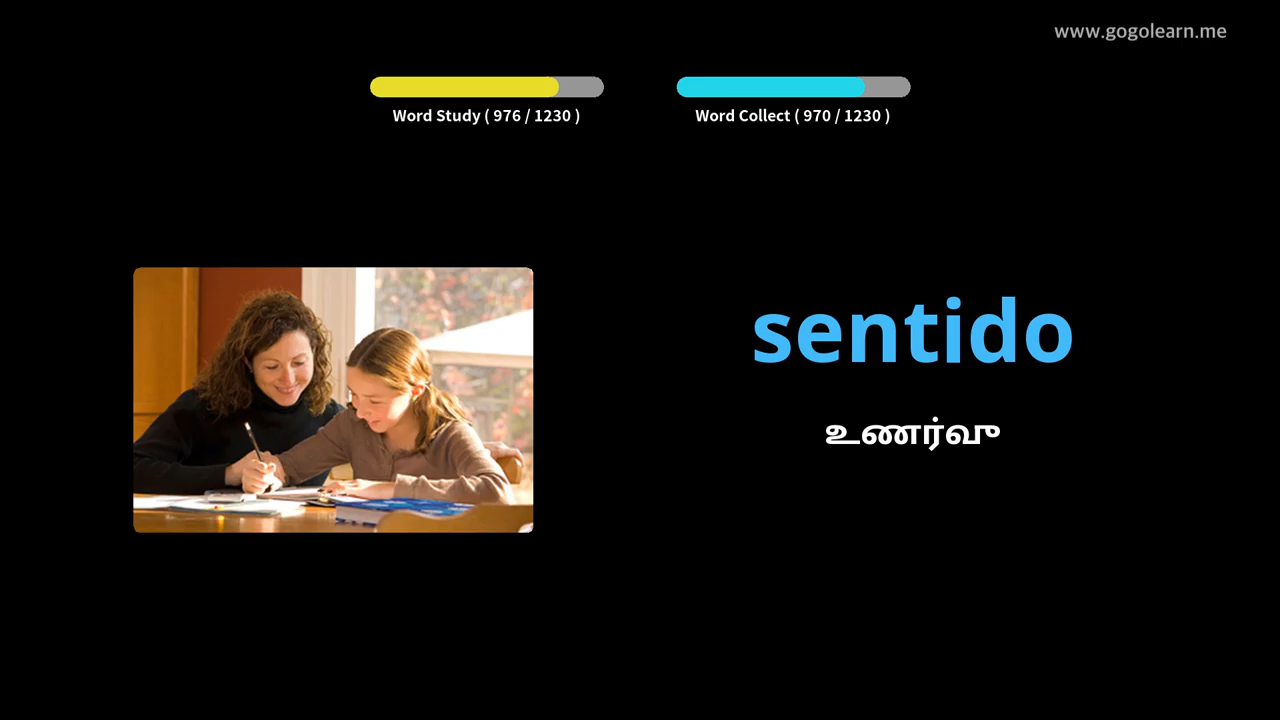 www.gogolearn.me
Word Study ( 976 / 1230 )
Word Collect ( 970 / 1230 )
sentido
உணர்வு